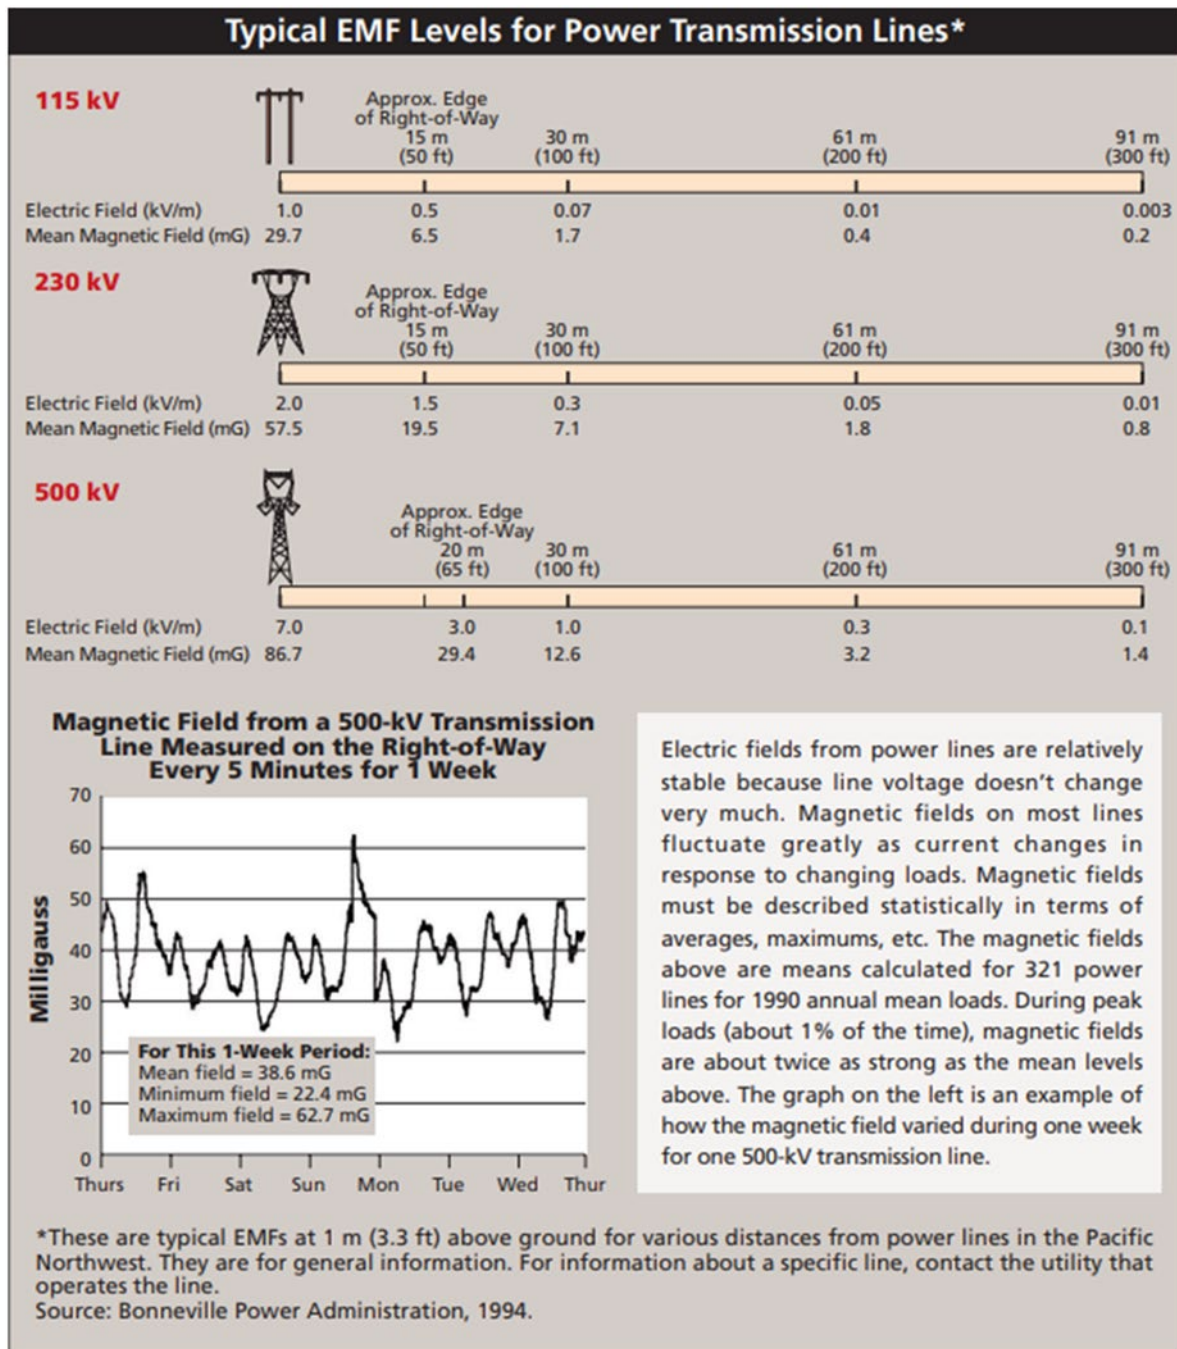 Typical EMF Levels for Power Transmission Lines*
115 kV
Approx. Edge
of Right-of-Way
15 m 30 m 61 m 91 m
(50 ft) (100 ft) (200 ft) (300 ft)
Electric Field (kV/m) 1.0 0.5 0.07 0.01 0.003
Mean Magnetic Field (mG) 29.7 6.5 1.7 0.4 0.2
230 kV
Approx. Edge
of Right-of-Way
15 m 30 m 61 m 91 m
(50 ft) (100 ft) (200 ft) (300 ft)
Electric Field (kV/m) 2.0 1.5 0.3 0.05 0.01
Mean Magnetic Field (mG) 57.5 19.5 7.1 1.8 0.8
500 kV
Approx. Edge
of Right-of-Way
20 m 30 m 61 m 91 m
(65 ft) (100 ft) (200 ft) (300 ft)
Electric Field (kV/m) 7.0 3.0 1.0 0.3 0.1
Mean Magnetic Field (mG) 86.7 29.4 12.6 3.2 1.4
Magnetic Field from a 500-kV Transmission
Line Measured on the Right-of-Way
Every 5 Minutes for 1 Week
Milligauss
70
60
50
40
30
20
10
0
For This 1-Week Period:
Mean field = 38.6 mG
Minimum field = 22.4 mG
Maximum field = 62.7 mG
Thurs Fri Sat Sun Mon Tue Wed Thur
Electric fields from power lines are relatively
stable because line voltage doesn't change
very much. Magnetic fields on most lines
fluctuate greatly as current changes in
response to changing loads. Magnetic fields
must be described statistically in terms of
averages, maximums, etc. The magnetic fields
above are means calculated for 321 power
lines for 1990 annual mean loads. During peak
loads (about 1% of the time), magnetic fields
are about twice as strong as the mean levels
above. The graph on the left is an example of
how the magnetic field varied during one week
for one 500-kV transmission line.
*These are typical EMFs at 1 m (3.3 ft) above ground for various distances from power lines in the Pacific
Northwest. They are for general information. For information about a specific line, contact the utility that
operates the line.
Source: Bonneville Power Administration, 1994.